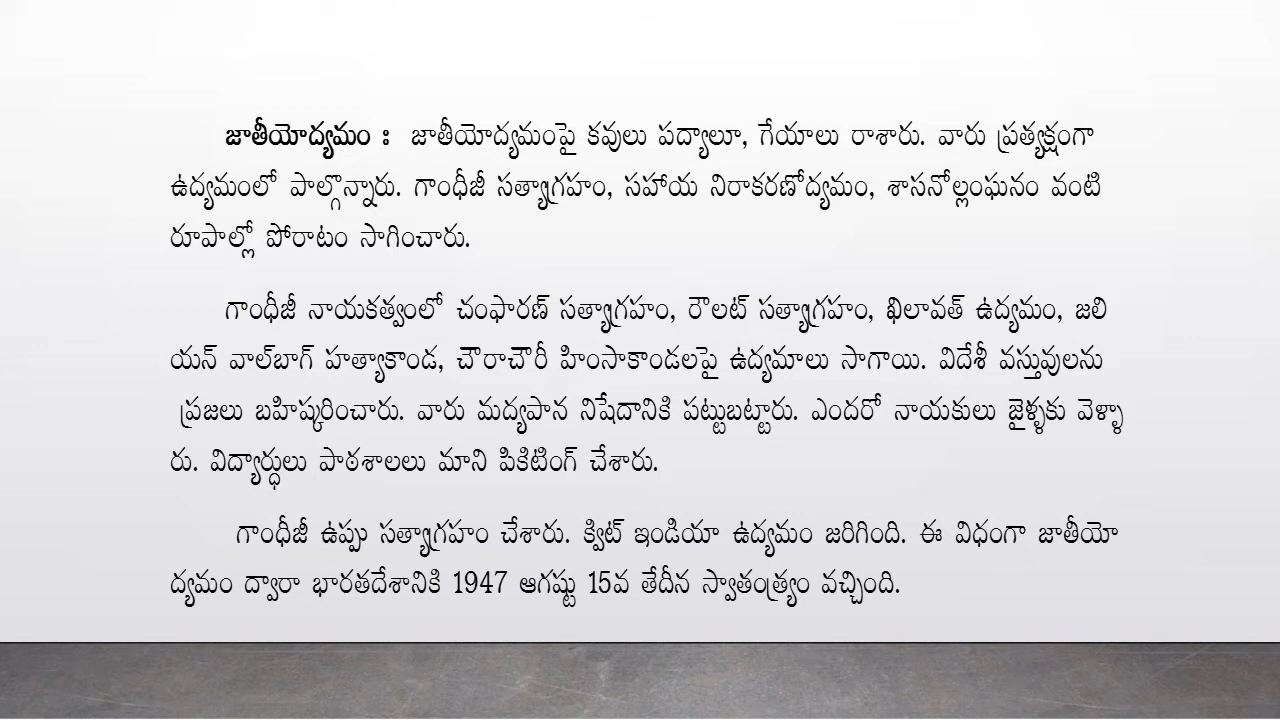 జాతీయోద్యమం : జాతీయోద్యమంపై కవులు పద్యాలూ, గేయాలు రాశారు. వారు ప్రత్యక్షంగా
ఉద్యమంలో పాల్గొన్నారు. గాంధీజీ సత్యాగ్రహం, సహాయ నిరాకరణోద్యమం, శాసనోల్లంఘనం వంటి
రూపాల్లో పోరాటం సాగించారు.
గాంధీజీ నాయకత్వంలో చంఫారణ్ సత్యాగ్రహం, రౌలట్ సత్యాగ్రహం, ఖిలావత్ ఉద్యమం, జలి
యన్ వాల్‌బాగ్ హత్యాకాండ, చౌరాచౌరీ హింసాకాండలపై ఉద్యమాలు సాగాయి. విదేశీ వస్తువులను
ప్రజలు బహిష్కరించారు. వారు మద్యపాన నిషేదానికి పట్టుబట్టారు. ఎందరో నాయకులు జైళ్ళకు వెళ్ళా
రు. విద్యార్థులు పాఠశాలలు మాని పికిటింగ్ చేశారు.
గాంధీజీ ఉప్పు సత్యాగ్రహం చేశారు. క్విట్ ఇండియా ఉద్యమం జరిగింది. ఈ విధంగా జాతీయో
ద్యమం ద్వారా భారతదేశానికి 1947 ఆగష్టు 15వ తేదీన స్వాతంత్ర్యం వచ్చింది.